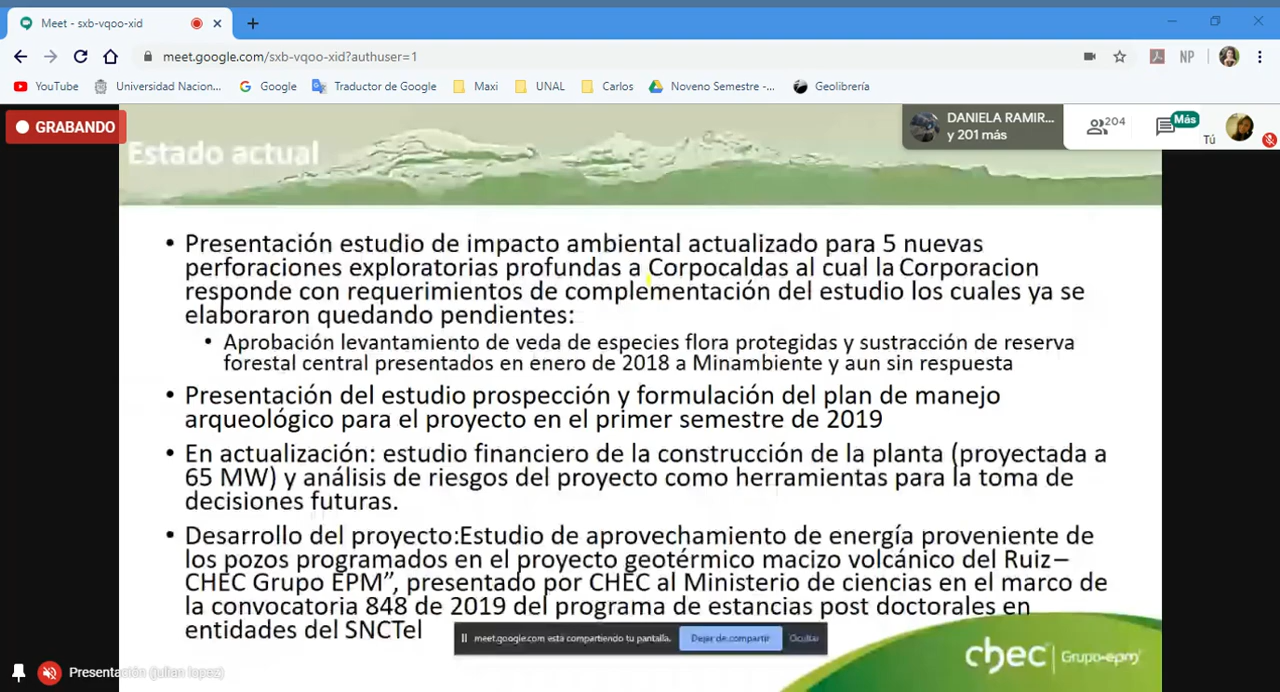 Meet - sxb-vqoo-xid
meet.google.com/sxb-vqoo-xid?authuser=1
NP
YouTube
Universidad Nacion...
Google
Traductor de Google
Maxi
UNAL
Carlos
Noveno Semestre -...
Geolibrería
GRABANDO
DANIELA RAMIR...
y 201 más
204
Más
Tú
Estado actual
• Presentación estudio de impacto ambiental actualizado para 5 nuevas
perforaciones exploratorias profundas a Corpocaldas al cual la Corporacion
responde con requerimientos de complementación del estudio los cuales ya se
elaboraron quedando pendientes:
• Aprobación levantamiento de veda de especies flora protegidas y sustracción de reserva
forestal central presentados en enero de 2018 a Minambiente y aun sin respuesta
• Presentación del estudio prospección y formulación del plan de manejo
arqueológico para el proyecto en el primer semestre de 2019
• En actualización: estudio financiero de la construcción de la planta (proyectada a
65 MW) y análisis de riesgos del proyecto como herramientas para la toma de
decisiones futuras.
• Desarrollo del proyecto:Estudio de aprovechamiento de energía proveniente de
los pozos programados en el proyecto geotérmico macizo volcánico del Ruiz–
CHEC Grupo EPM”, presentado por CHEC al Ministerio de ciencias en el marco de
la convocatoria 848 de 2019 del programa de estancias post doctorales en
entidades del SNCTel
meet.google.com está compartiendo tu pantalla.
Dejar de compartir
Ocultar
chec
Grupo·epm
Presentación (julian lopez)